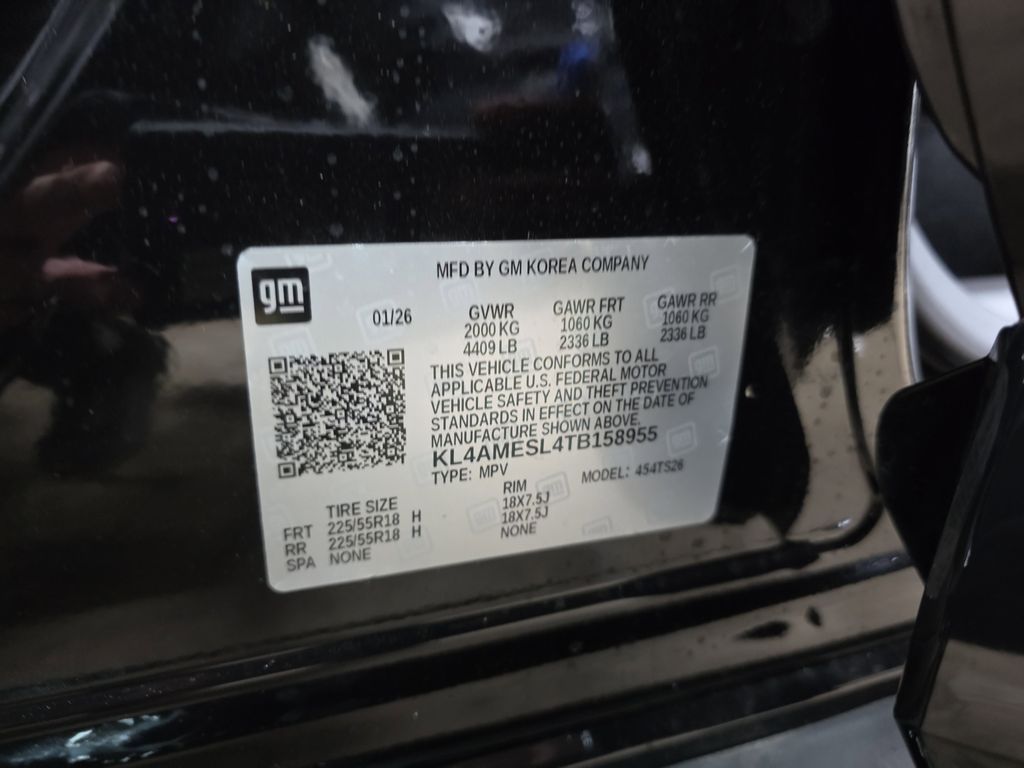 MFD BY GM KOREA COMPANY
gm
01/26
GVWR GAWR FRT GAWR RR
2000 KG 1060 KG 1060 KG
4409 LB 2336 LB 2336 LB
THIS VEHICLE CONFORMS TO ALL
APPLICABLE U.S. FEDERAL MOTOR
VEHICLE SAFETY AND THEFT PREVENTION
STANDARDS IN EFFECT ON THE DATE OF
MANUFACTURE SHOWN ABOVE.
KL4AMESL4TB158955
TYPE: MPV MODEL: 454TS26
TIRE SIZE RIM
FRT 225/55R18 H 18X7.5J
RR 225/55R18 H 18X7.5J
SPA NONE NONE